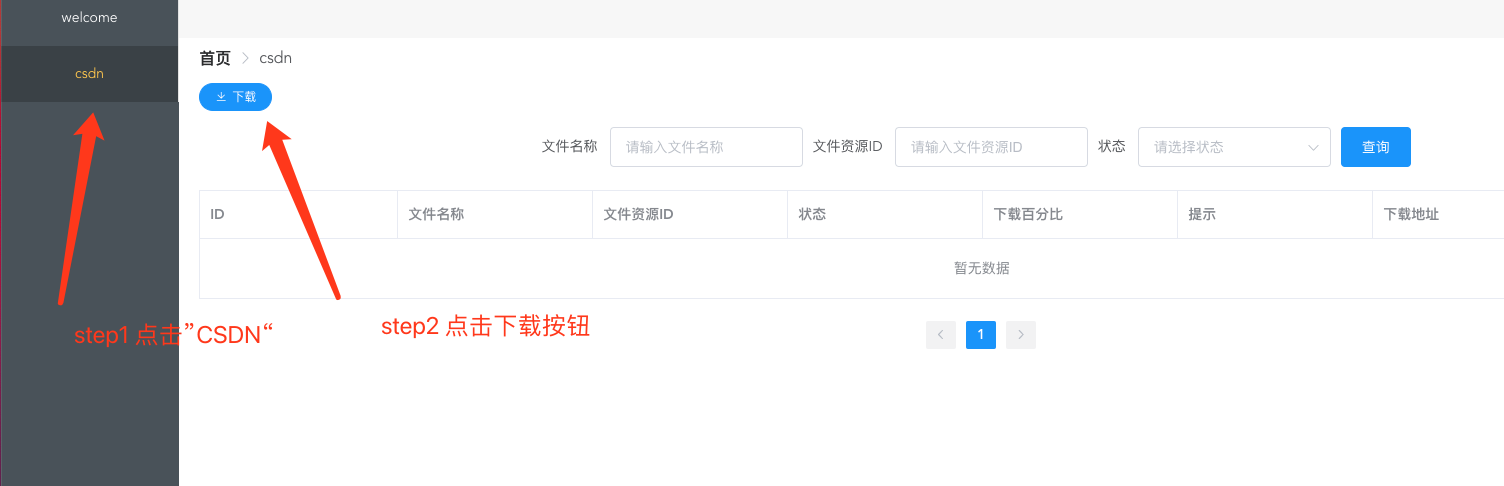 welcome
csdn
首页 > csdn
下载
文件名称 请输入文件名称 文件资源ID 请输入文件资源ID 状态 请选择状态 查询
ID 文件名称 文件资源ID 状态 下载百分比 提示 下载地址
暂无数据
step1 点击”CSDN“
step2 点击下载按钮
< 1 >